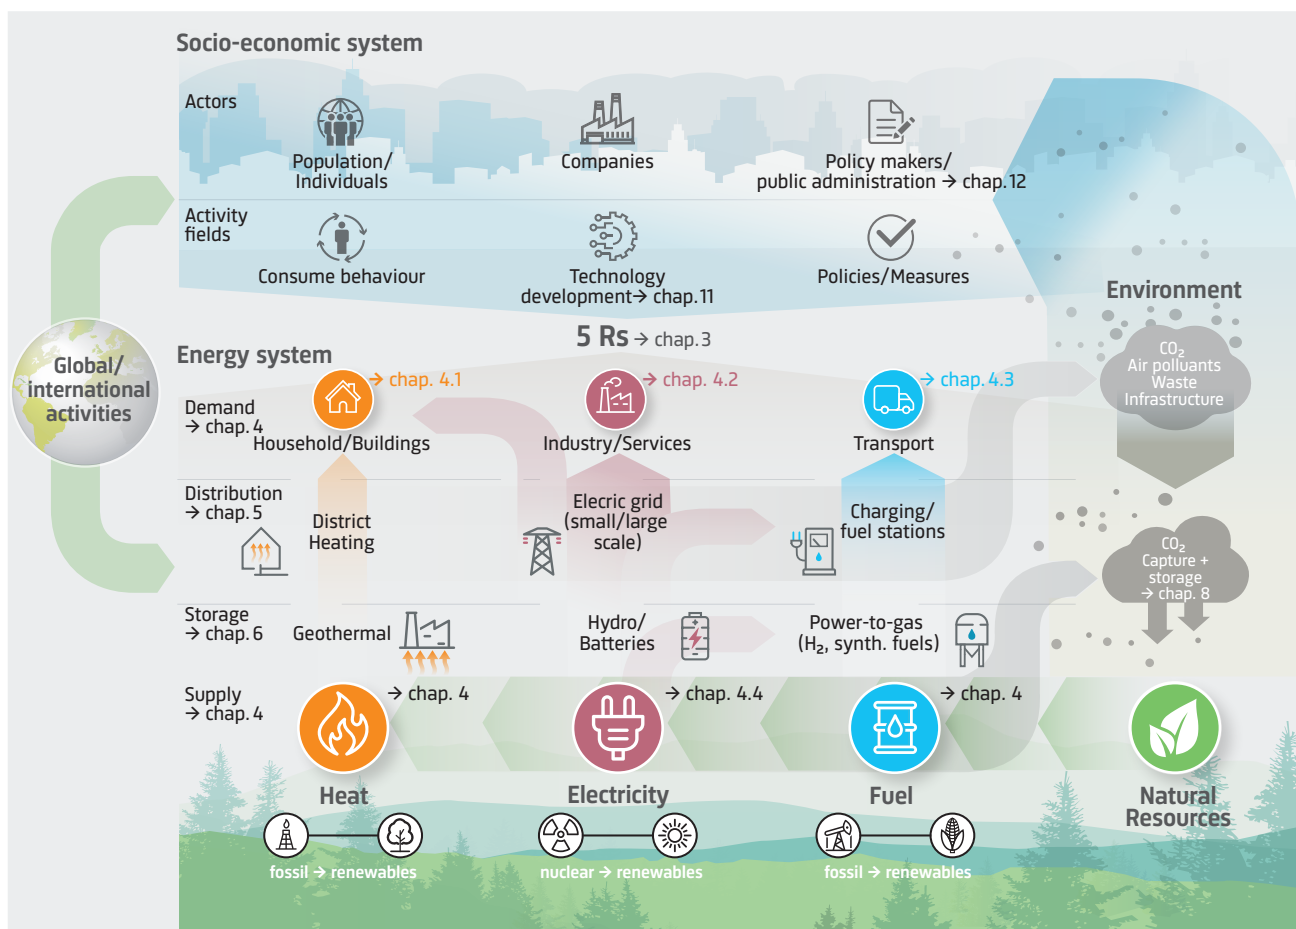 Socio-economic system
Actors
Population/
Individuals
Companies
Policy makers/
public administration → chap. 12
Activity
fields
Consume behaviour
Technology
development→ chap. 11
Policies/Measures
5 Rs → chap. 3
Environment
CO₂
Air polluants
Waste
Infrastructure
Global/
international
activities
Energy system
→ chap. 4.1
→ chap. 4.2
→ chap. 4.3
Demand
→ chap. 4
Household/Buildings
Industry/Services
Transport
Distribution
→ chap. 5
District
Heating
Elecric grid
(small/large
scale)
Charging/
fuel stations
CO₂
Capture +
storage
→ chap. 8
Storage
→ chap. 6
Geothermal
Hydro/
Batteries
Power-to-gas
(H₂, synth. fuels)
Supply
→ chap. 4
→ chap. 4
→ chap. 4.4
→ chap. 4
Heat
Electricity
Fuel
Natural
Resources
fossil → renewables
nuclear → renewables
fossil → renewables